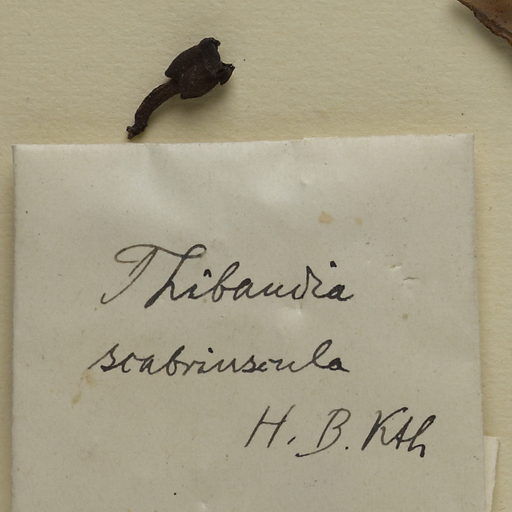 Thibaudia
scabriuscula
H. B. Kth